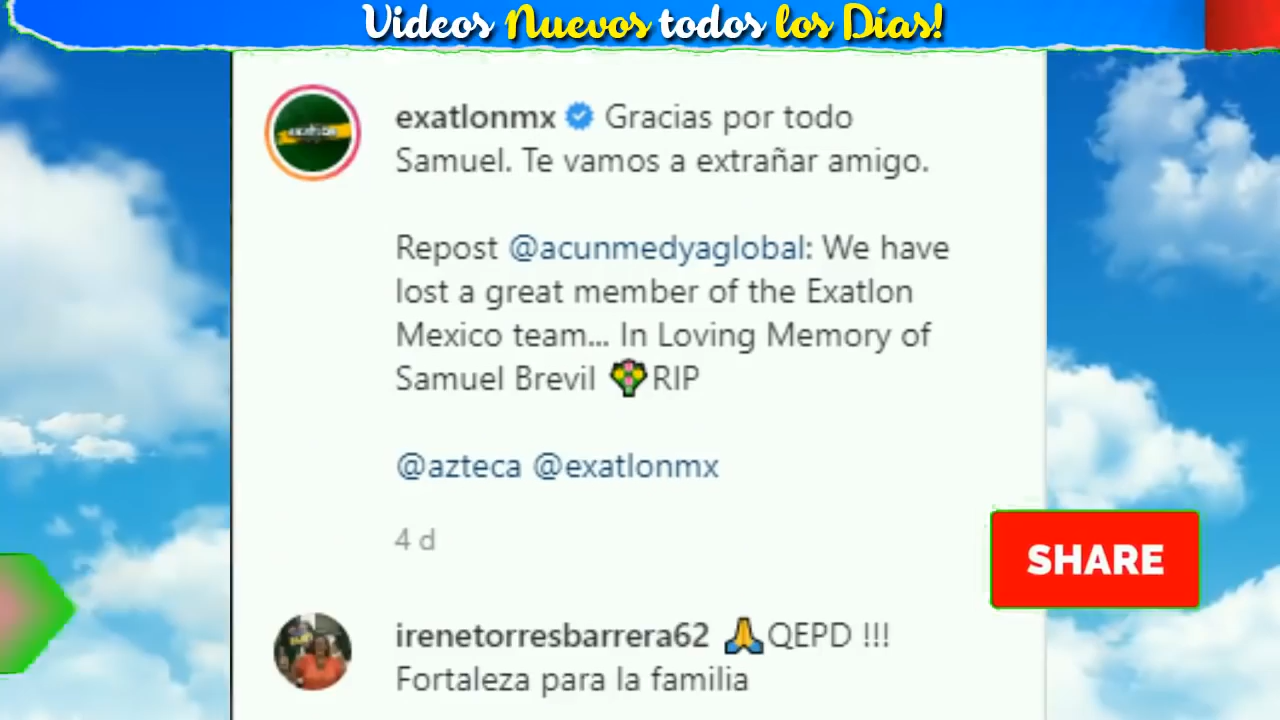 Videos Nuevos todos los Días!
exatlonmx Gracias por todo
Samuel. Te vamos a extrañar amigo.
Repost @acunmedyaglobal: We have
lost a great member of the Exatlon
Mexico team... In Loving Memory of
Samuel Brevil 💐RIP
@azteca @exatlonmx
4 d
SHARE
irenetorresbarrera62 🙏QEPD !!!
Fortaleza para la familia